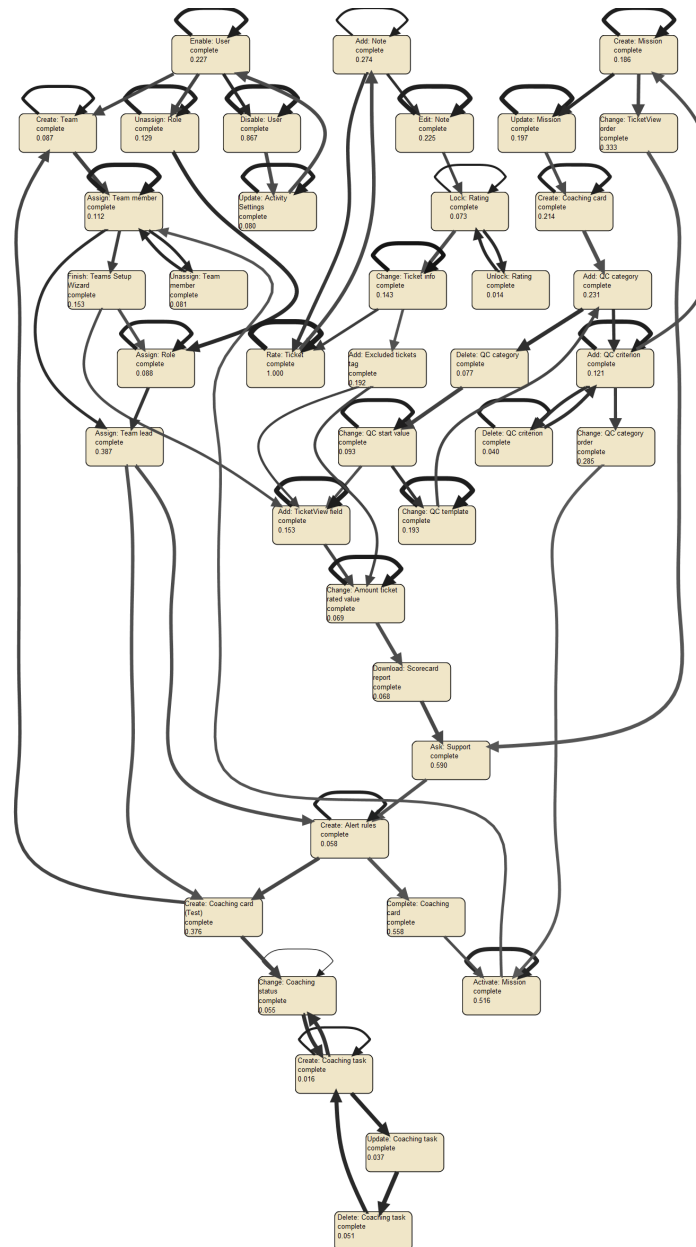 Enable: User
complete
0.227
Add: Note
complete
0.274
Create: Mission
complete
0.186
Create: Team
complete
0.087
Unassign: Role
complete
0.129
Disable: User
complete
0.867
Edit: Note
complete
0.225
Update: Mission
complete
0.197
Change: TicketView
order
complete
0.333
Assign: Team member
complete
0.112
Update: Activity
Settings
complete
0.080
Lock: Rating
complete
0.073
Create: Coaching card
complete
0.214
Finish: Teams Setup
Wizard
complete
0.153
Unassign: Team
member
complete
0.081
Change: Ticket info
complete
0.143
Unlock: Rating
complete
0.014
Add: QC category
complete
0.231
Assign: Role
complete
0.088
Rate: Ticket
complete
1.000
Add: Excluded tickets
tag
complete
0.192
Delete: QC category
complete
0.077
Add: QC criterion
complete
0.121
Assign: Team lead
complete
0.387
Change: QC start value
complete
0.093
Delete: QC criterion
complete
0.040
Change: QC category
order
complete
0.285
Add: TicketView field
complete
0.153
Change: QC template
complete
0.193
Change: Amount ticket
rated value
complete
0.069
Download: Scorecard
report
complete
0.068
Ask: Support
complete
0.590
Create: Alert rules
complete
0.058
Create: Coaching card
(Test)
complete
0.376
Complete: Coaching
card
complete
0.558
Change: Coaching
status
complete
0.055
Activate: Mission
complete
0.516
Create: Coaching task
complete
0.016
Update: Coaching task
complete
0.037
Delete: Coaching task
complete
0.051